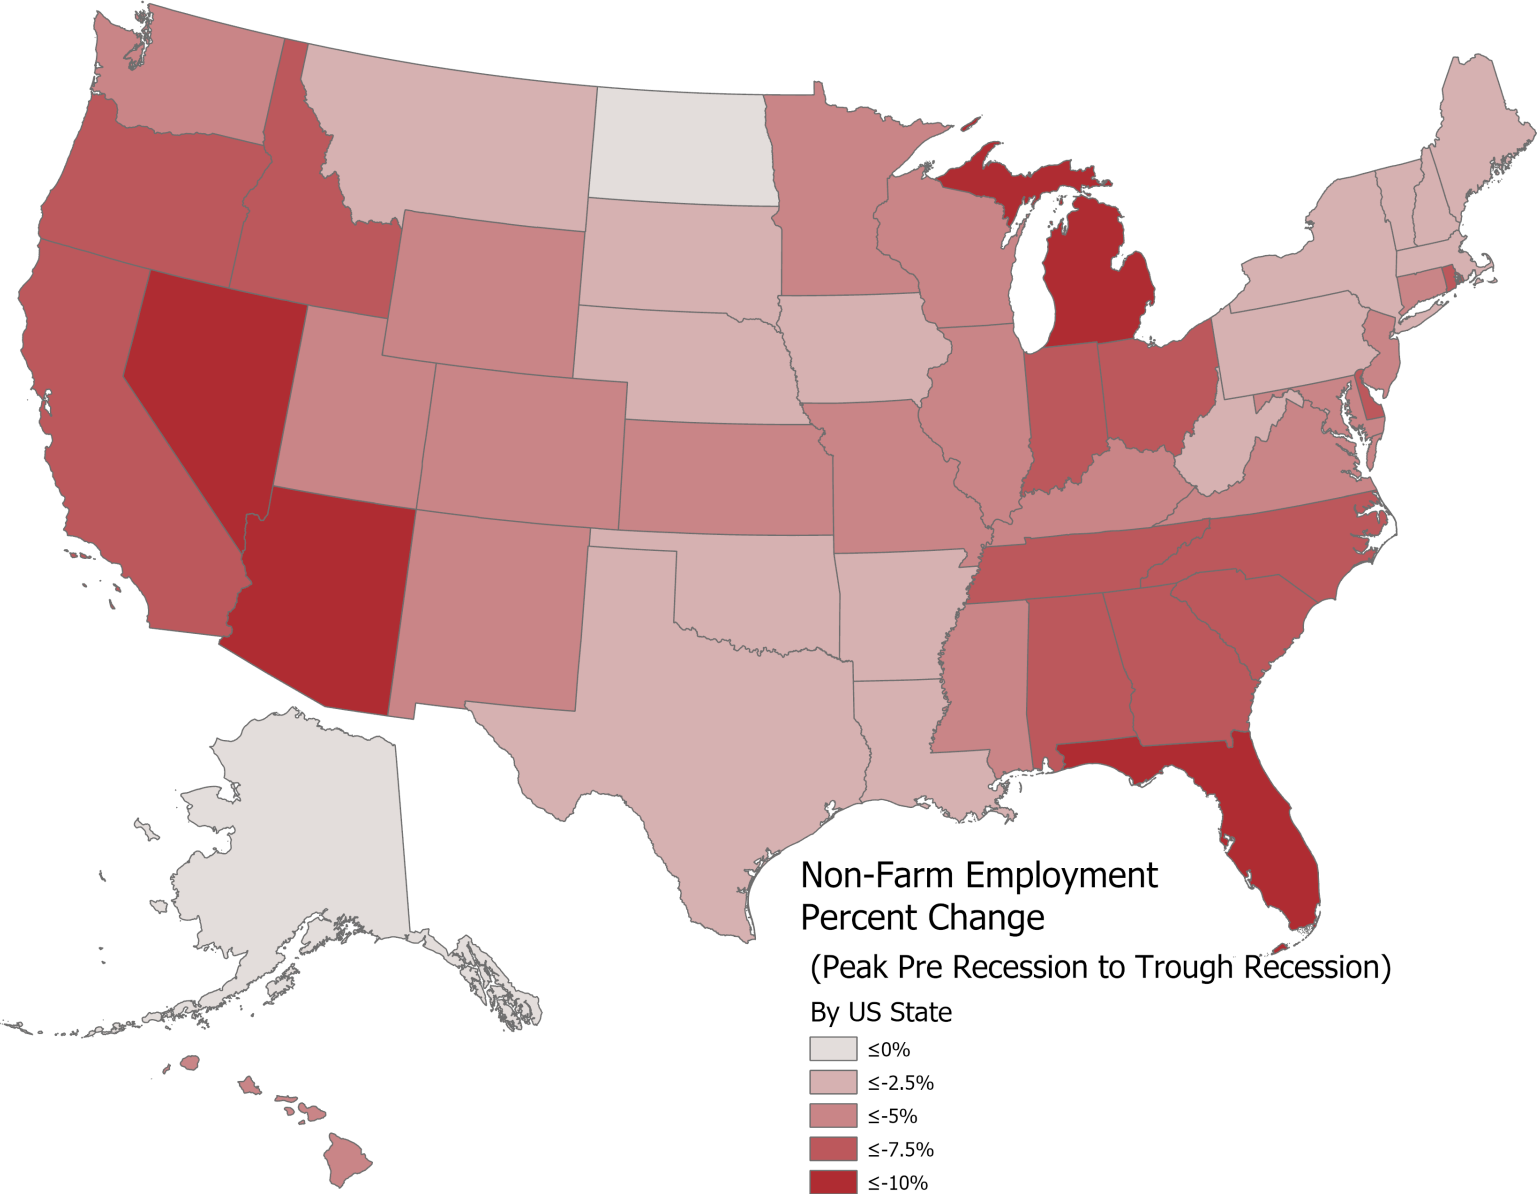 Non-Farm Employment
Percent Change
(Peak Pre Recession to Trough Recession)
By US State
≤0%
≤-2.5%
≤-5%
≤-7.5%
≤-10%